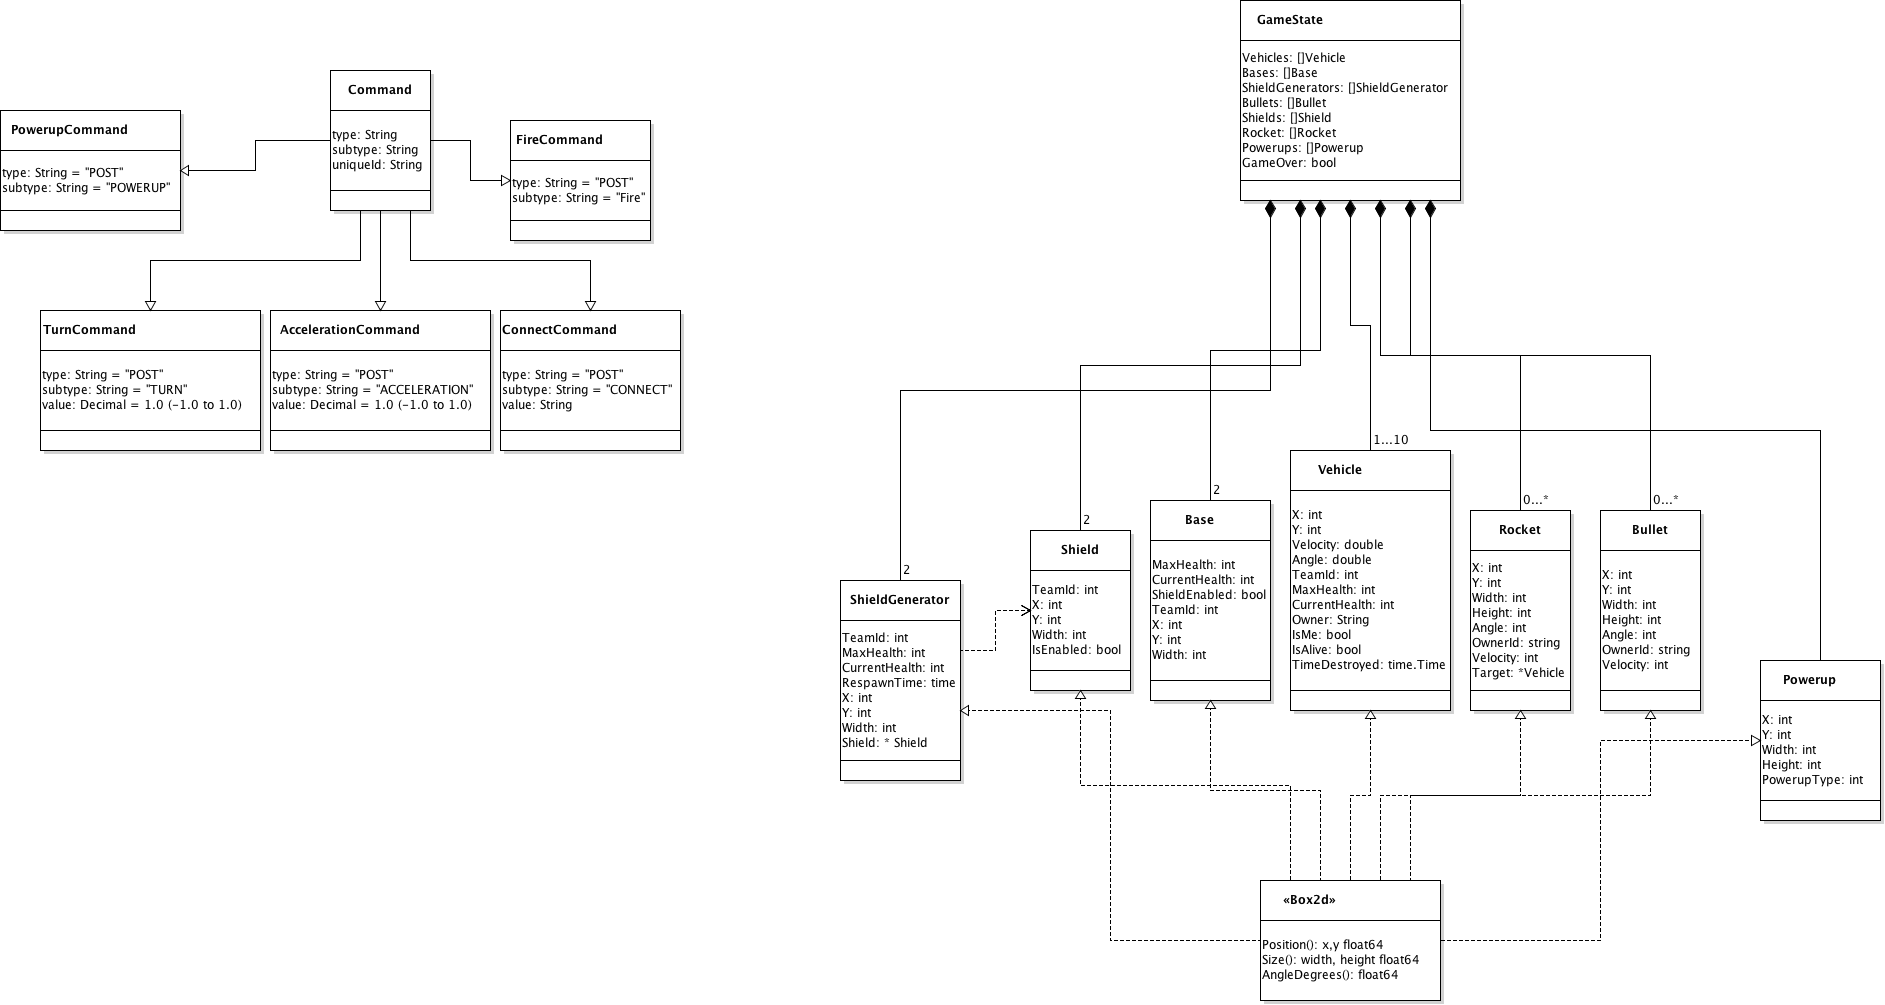 GameState
Vehicles: []Vehicle
Bases: []Base
ShieldGenerators: []ShieldGenerator
Bullets: []Bullet
Shields: []Shield
Rocket: []Rocket
Powerups: []Powerup
GameOver: bool
Command
type: String
subtype: String
uniqueId: String
PowerupCommand
type: String = "POST"
subtype: String = "POWERUP"
FireCommand
type: String = "POST"
subtype: String = "Fire"
TurnCommand
type: String = "POST"
subtype: String = "TURN"
value: Decimal = 1.0 (-1.0 to 1.0)
AccelerationCommand
type: String = "POST"
subtype: String = "ACCELERATION"
value: Decimal = 1.0 (-1.0 to 1.0)
ConnectCommand
type: String = "POST"
subtype: String = "CONNECT"
value: String
2
ShieldGenerator
TeamId: int
MaxHealth: int
CurrentHealth: int
RespawnTime: time
X: int
Y: int
Width: int
Shield: * Shield
2
Shield
TeamId: int
X: int
Y: int
Width: int
IsEnabled: bool
2
Base
MaxHealth: int
CurrentHealth: int
ShieldEnabled: bool
TeamId: int
X: int
Y: int
Width: int
1...10
Vehicle
X: int
Y: int
Velocity: double
Angle: double
TeamId: int
MaxHealth: int
CurrentHealth: int
Owner: String
IsMe: bool
IsAlive: bool
TimeDestroyed: time.Time
0...*
Rocket
X: int
Y: int
Width: int
Height: int
Angle: int
OwnerId: string
Velocity: int
Target: *Vehicle
0...*
Bullet
X: int
Y: int
Width: int
Height: int
Angle: int
OwnerId: string
Velocity: int
Powerup
X: int
Y: int
Width: int
Height: int
PowerupType: int
«Box2d»
Position(): x,y float64
Size(): width, height float64
AngleDegrees(): float64